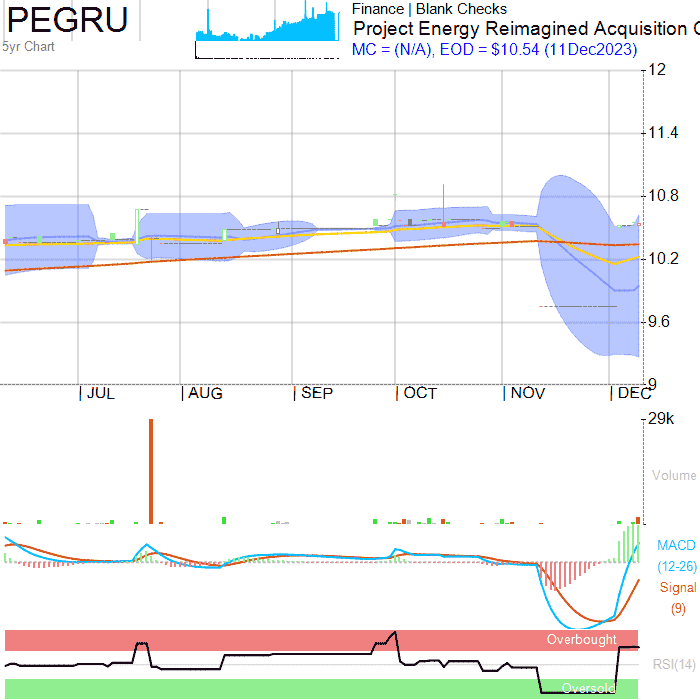 PEGRU
Finance | Blank Checks
Project Energy Reimagined Acquisition C
MC = (N/A), EOD = $10.54 (11Dec2023)
5yr Chart
12
11.4
10.8
10.2
9.6
9
JUL AUG SEP OCT NOV DEC
29k
Volume
MACD
(12-26)
Signal
(9)
Overbought
RSI(14)
Oversold